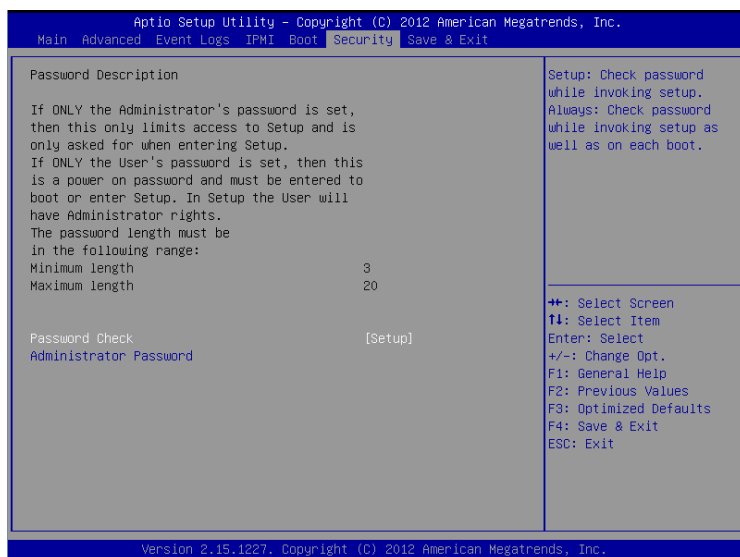 Aptio Setup Utility – Copyright (C) 2012 American Megatrends, Inc.
Main Advanced Event Logs IPMI Boot Security Save & Exit
Password Description
If ONLY the Administrator's password is set,
then this only limits access to Setup and is
only asked for when entering Setup.
If ONLY the User's password is set, then this
is a power on password and must be entered to
boot or enter Setup. In Setup the User will
have Administrator rights.
The password length must be
in the following range:
Minimum length 3
Maximum length 20
Password Check [Setup]
Administrator Password
Setup: Check password
while invoking setup.
Always: Check password
while invoking setup as
well as on each boot.
→←: Select Screen
↑↓: Select Item
Enter: Select
+/-: Change Opt.
F1: General Help
F2: Previous Values
F3: Optimized Defaults
F4: Save & Exit
ESC: Exit
Version 2.15.1227. Copyright (C) 2012 American Megatrends, Inc.